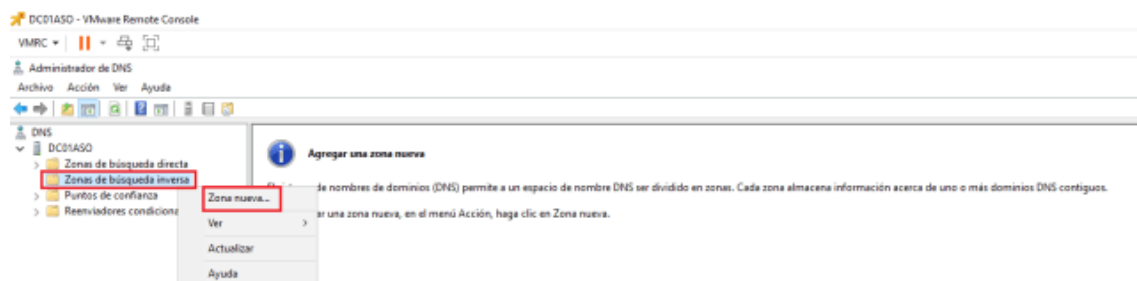 DC01ASO - VMware Remote Console
VMRC
Administrador de DNS
Archivo Acción Ver Ayuda
DNS
DC01ASO
Zonas de búsqueda directa
Zonas de búsqueda inversa
Puntos de confianza
Reenviadores condiciona
Zona nueva...
Ver
Actualizar
Ayuda
Agregar una zona nueva
de nombres de dominios (DNS) permite a un espacio de nombre DNS ser dividido en zonas. Cada zona almacena información acerca de uno o más dominios DNS contiguos.
ar una zona nueva, en el menú Acción, haga clic en Zona nueva.